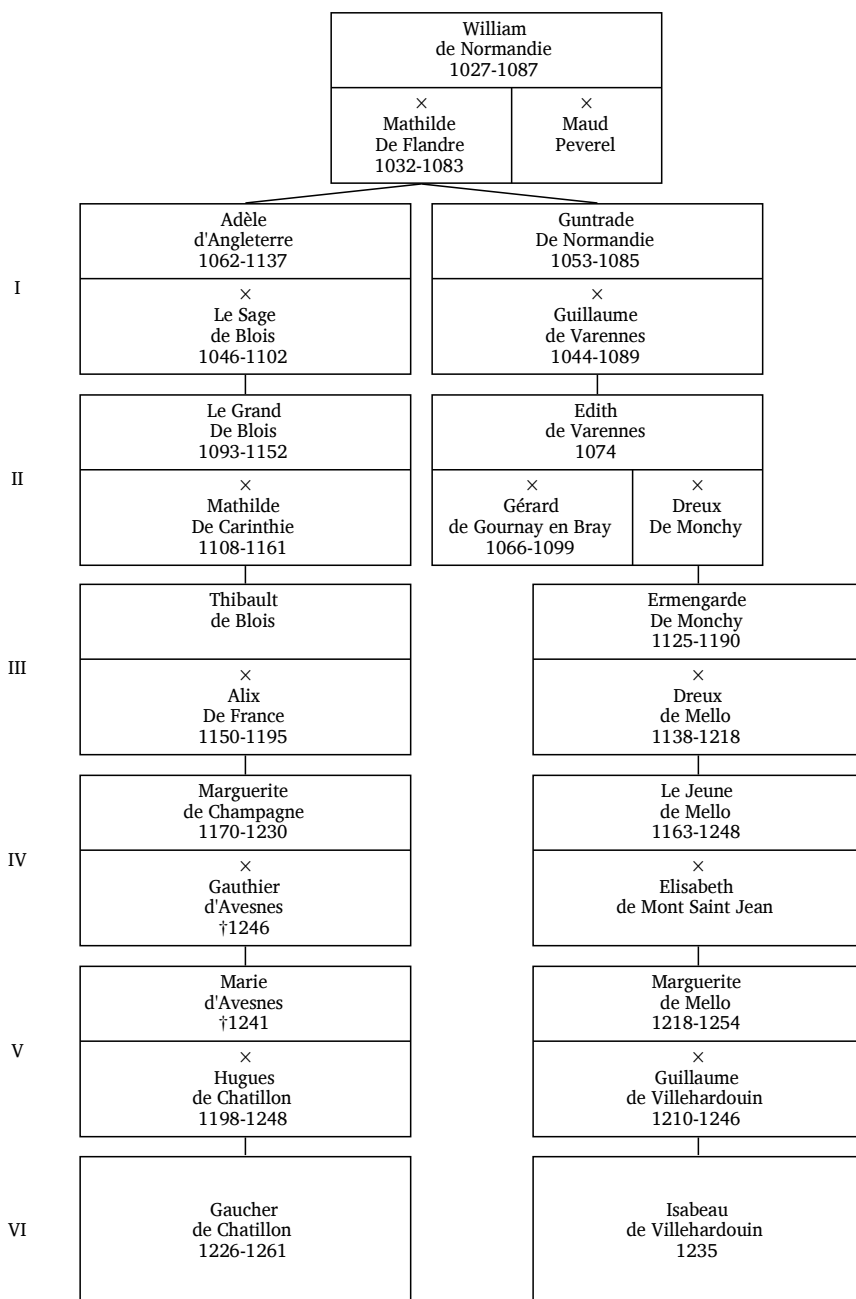 William
de Normandie
1027-1087
×
Mathilde
De Flandre
1032-1083
×
Maud
Peverel
I
Adèle
d'Angleterre
1062-1137
×
Le Sage
de Blois
1046-1102
Guntrade
De Normandie
1053-1085
×
Guillaume
de Varennes
1044-1089
II
Le Grand
De Blois
1093-1152
×
Mathilde
De Carinthie
1108-1161
Edith
de Varennes
1074
×
Gérard
de Gournay en Bray
1066-1099
×
Dreux
De Monchy
III
Thibault
de Blois
×
Alix
De France
1150-1195
Ermengarde
De Monchy
1125-1190
×
Dreux
de Mello
1138-1218
IV
Marguerite
de Champagne
1170-1230
×
Gauthier
d'Avesnes
†1246
Le Jeune
de Mello
1163-1248
×
Elisabeth
de Mont Saint Jean
V
Marie
d'Avesnes
†1241
×
Hugues
de Chatillon
1198-1248
Marguerite
de Mello
1218-1254
×
Guillaume
de Villehardouin
1210-1246
VI
Gaucher
de Chatillon
1226-1261
Isabeau
de Villehardouin
1235